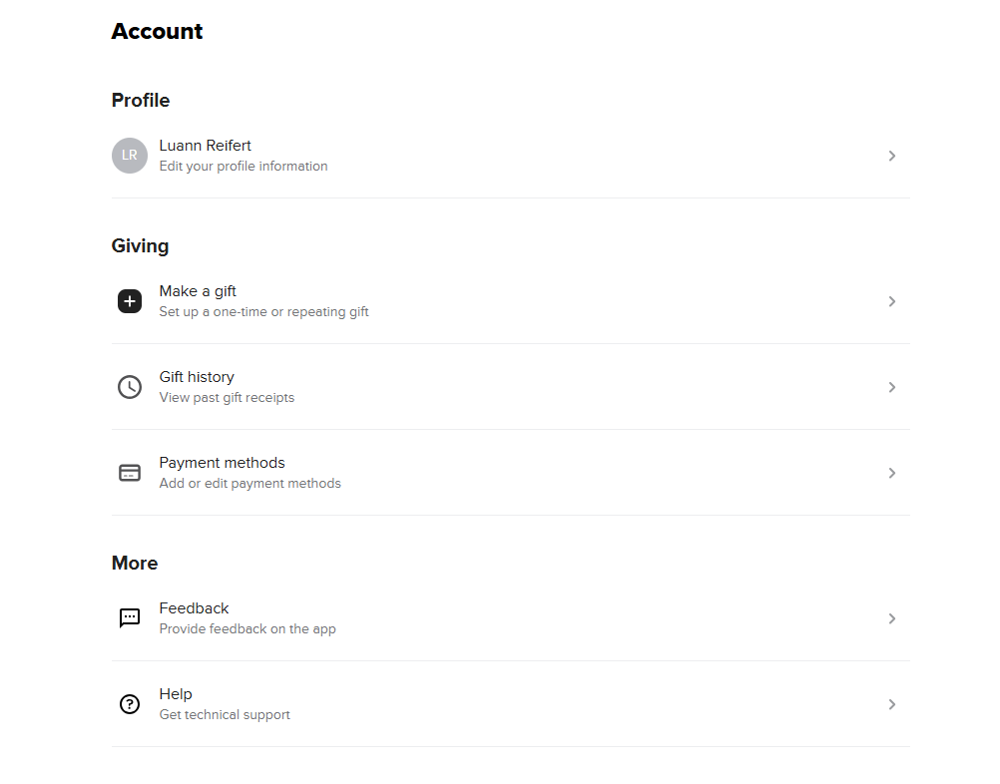 Account
Profile
LR
Luann Reifert
Edit your profile information
Giving
Make a gift
Set up a one-time or repeating gift
Gift history
View past gift receipts
Payment methods
Add or edit payment methods
More
Feedback
Provide feedback on the app
Help
Get technical support